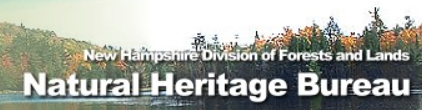 New Hampshire Division of Forests and Lands
Natural Heritage Bureau